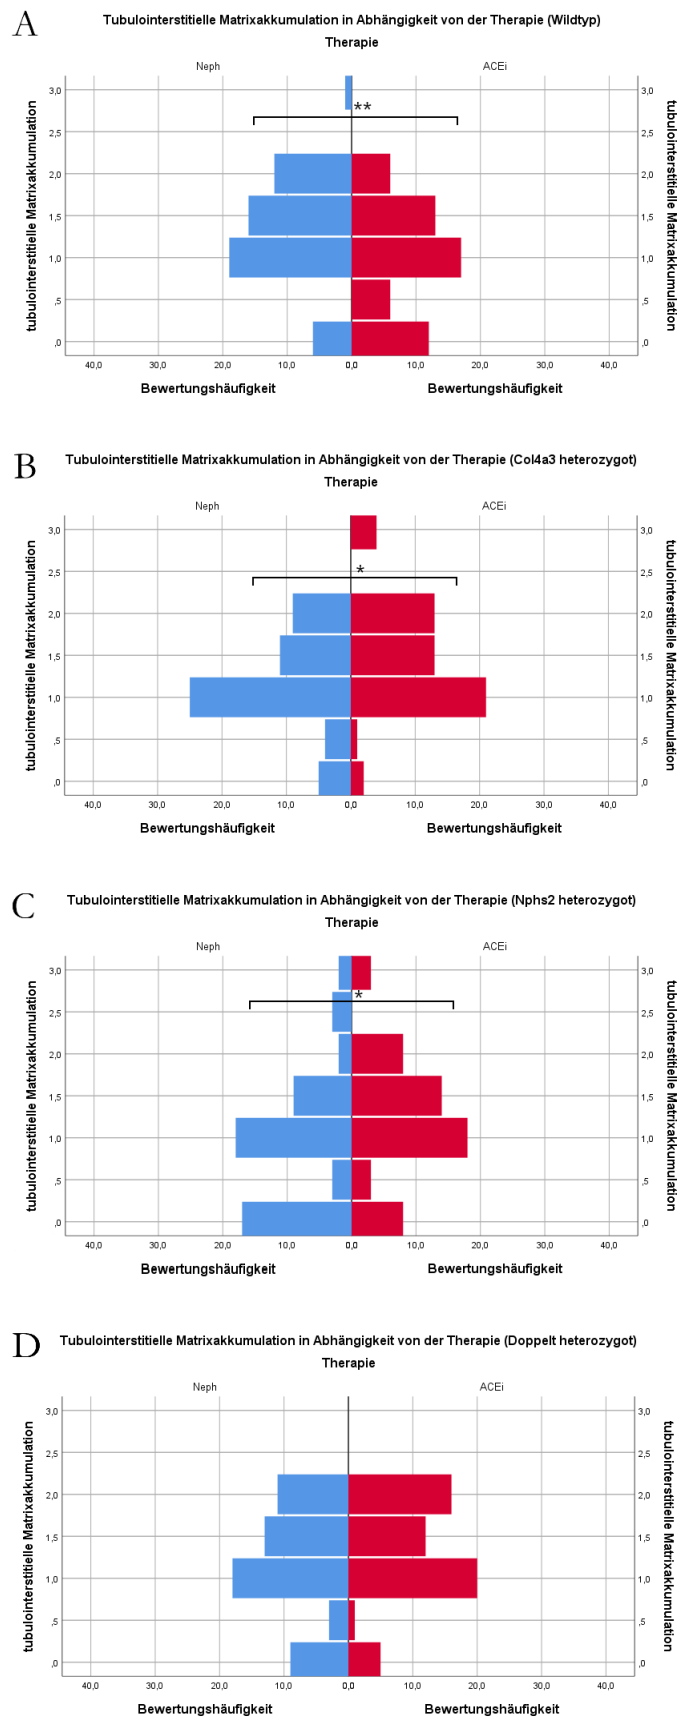 A
Tubulointerstitielle Matrixakkumulation in Abhängigkeit von der Therapie (Wildtyp)
Therapie
Neph ACEi
tubulointerstitielle Matrixakkumulation
3,0 3,0
**
2,5 2,5
2,0 2,0
1,5 1,5
1,0 1,0
,5 ,5
,0 ,0
tubulointerstitielle Matrixakkumulation
40,0 30,0 20,0 10,0 0,0 10,0 20,0 30,0 40,0
Bewertungshäufigkeit Bewertungshäufigkeit
B
Tubulointerstitielle Matrixakkumulation in Abhängigkeit von der Therapie (Col4a3 heterozygot)
Therapie
Neph ACEi
tubulointerstitielle Matrixakkumulation
3,0 3,0
*
2,5 2,5
2,0 2,0
1,5 1,5
1,0 1,0
,5 ,5
,0 ,0
tubulointerstitielle Matrixakkumulation
40,0 30,0 20,0 10,0 0,0 10,0 20,0 30,0 40,0
Bewertungshäufigkeit Bewertungshäufigkeit
C
Tubulointerstitielle Matrixakkumulation in Abhängigkeit von der Therapie (Nphs2 heterozygot)
Therapie
Neph ACEi
tubulointerstitielle Matrixakkumulation
3,0 3,0
*
2,5 2,5
2,0 2,0
1,5 1,5
1,0 1,0
,5 ,5
,0 ,0
tubulointerstitielle Matrixakkumulation
40,0 30,0 20,0 10,0 0,0 10,0 20,0 30,0 40,0
Bewertungshäufigkeit Bewertungshäufigkeit
D
Tubulointerstitielle Matrixakkumulation in Abhängigkeit von der Therapie (Doppelt heterozygot)
Therapie
Neph ACEi
tubulointerstitielle Matrixakkumulation
3,0 3,0
2,5 2,5
2,0 2,0
1,5 1,5
1,0 1,0
,5 ,5
,0 ,0
tubulointerstitielle Matrixakkumulation
40,0 30,0 20,0 10,0 0,0 10,0 20,0 30,0 40,0
Bewertungshäufigkeit Bewertungshäufigkeit